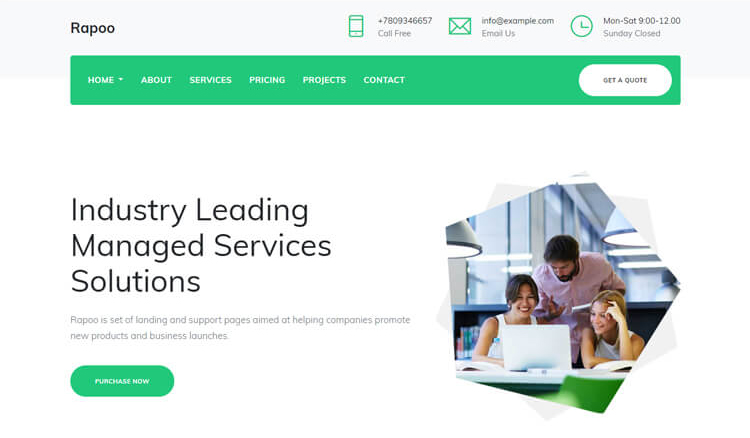 Rapoo
+7809346657
Call Free
info@example.com
Email Us
Mon-Sat 9:00-12.00
Sunday Closed
HOME
ABOUT
SERVICES
PRICING
PROJECTS
CONTACT
GET A QUOTE
Industry Leading
Managed Services
Solutions
Rapoo is set of landing and support pages aimed at helping companies promote
new products and business launches.
PURCHASE NOW